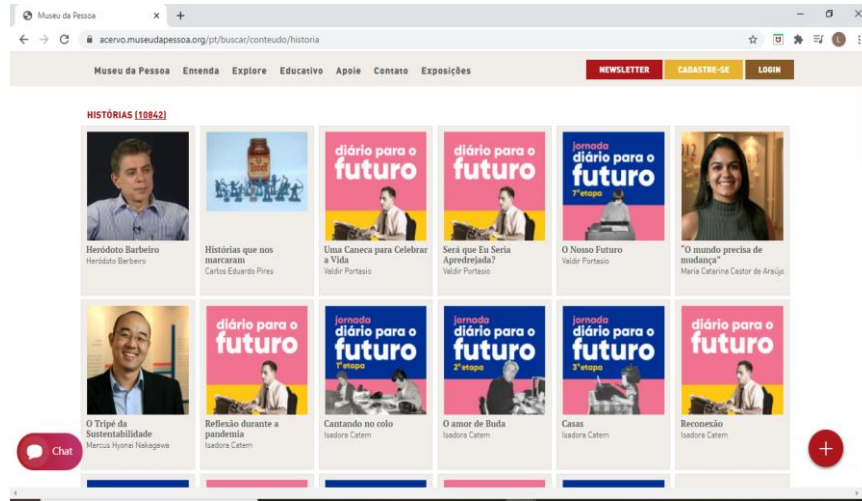 Museu da Pessoa
acervo.museudapessoa.org/pt/buscar/conteudo/historia
L
Museu da Pessoa Entenda Explore Educativo Apoie Contato Exposições
NEWSLETTER CADASTRE-SE LOGIN
HISTÓRIAS (10842)
diário para o
futuro
diário para o
futuro
jornada
diário para o
futuro
7ª etapa
Heródoto Barbeiro
Heródoto Barbeiro
Histórias que nos
marcaram
Carlos Eduardo Pires
Uma Caneca para Celebrar
a Vida
Valdir Portasio
Será que Eu Seria
Apredrejada?
Valdir Portasio
O Nosso Futuro
Valdir Portasio
"O mundo precisa de
mudança"
Maria Catarina Castor de Araújo
diário para o
futuro
jornada
diário para o
futuro
1ª etapa
jornada
diário para o
futuro
2ª etapa
jornada
diário para o
futuro
3ª etapa
diário para o
futuro
O Tripé da
Sustentabilidade
Marcus Hyonai Nakagawa
Reflexão durante a
pandemia
Isadora Catem
Cantando no colo
Isadora Catem
O amor de Buda
Isadora Catem
Casas
Isadora Catem
Reconexão
Isadora Catem
Chat